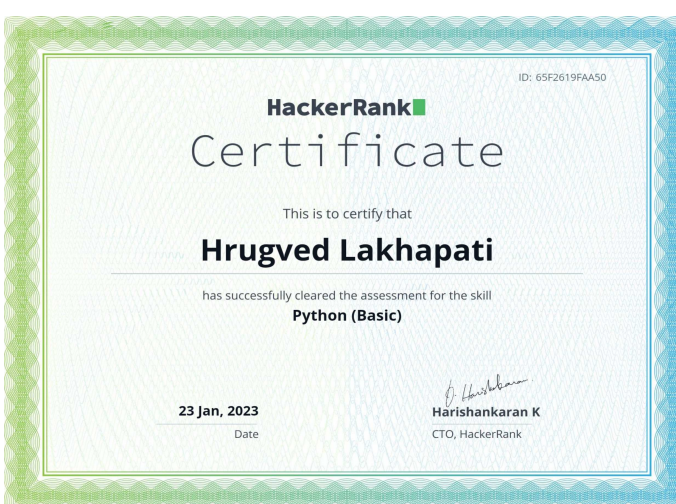 ID: 65F2619FAA50
HackerRank
Certificate
This is to certify that
Hrugved Lakhapati
has successfully cleared the assessment for the skill
Python (Basic)
23 Jan, 2023
Date
Harishankaran K
CTO, HackerRank